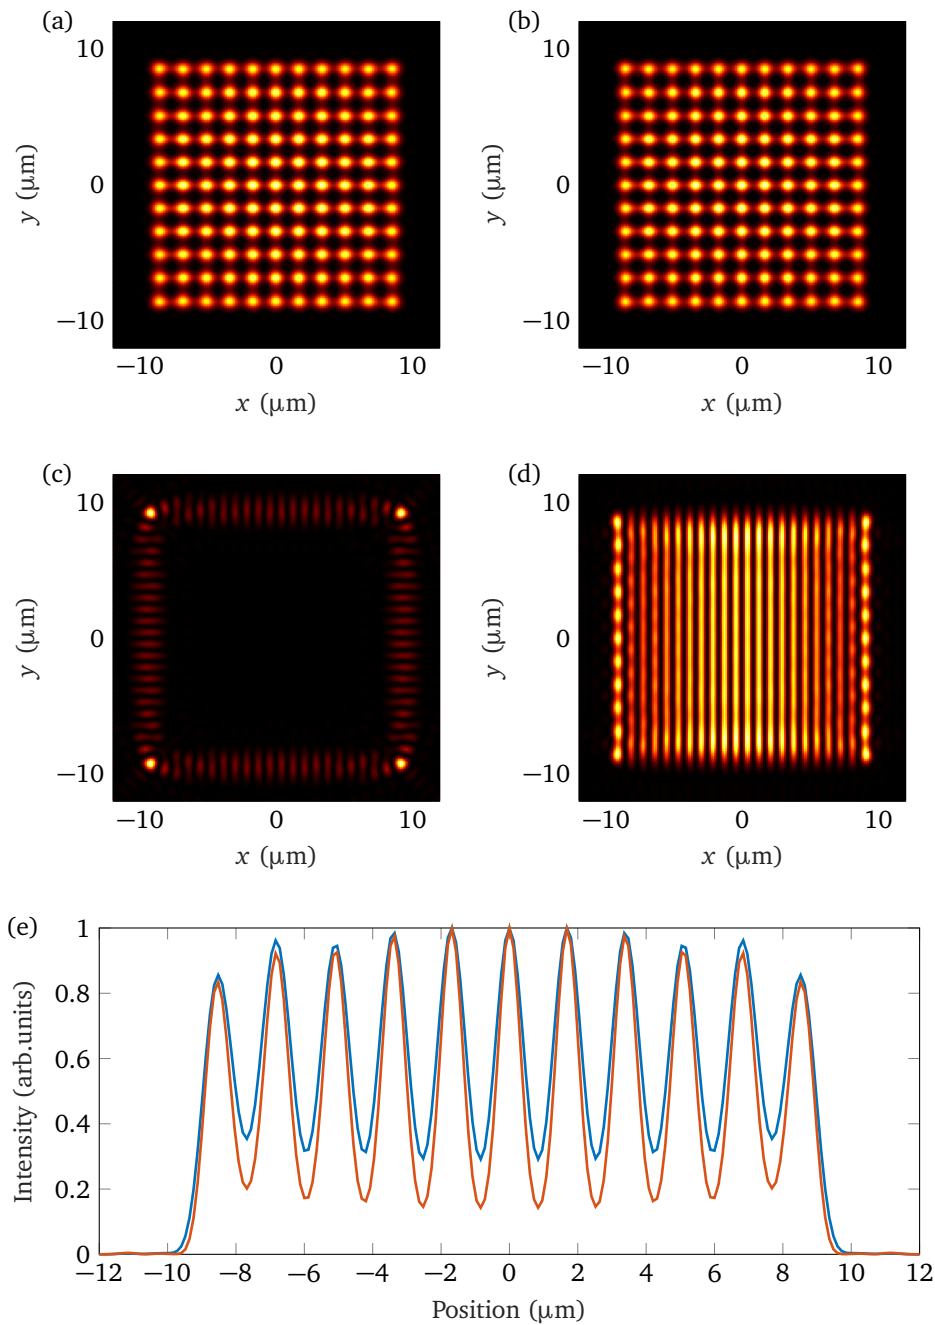 (a) (b)
10 10
0 0
−10 −10
y (μm) y (μm)
−10 0 10 −10 0 10
x (μm) x (μm)
(c) (d)
10 10
0 0
−10 −10
y (μm) y (μm)
−10 0 10 −10 0 10
x (μm) x (μm)
(e)
1
0.8
0.6
0.4
0.2
0
Intensity (arb.units)
−12 −10 −8 −6 −4 −2 0 2 4 6 8 10 12
Position (μm)